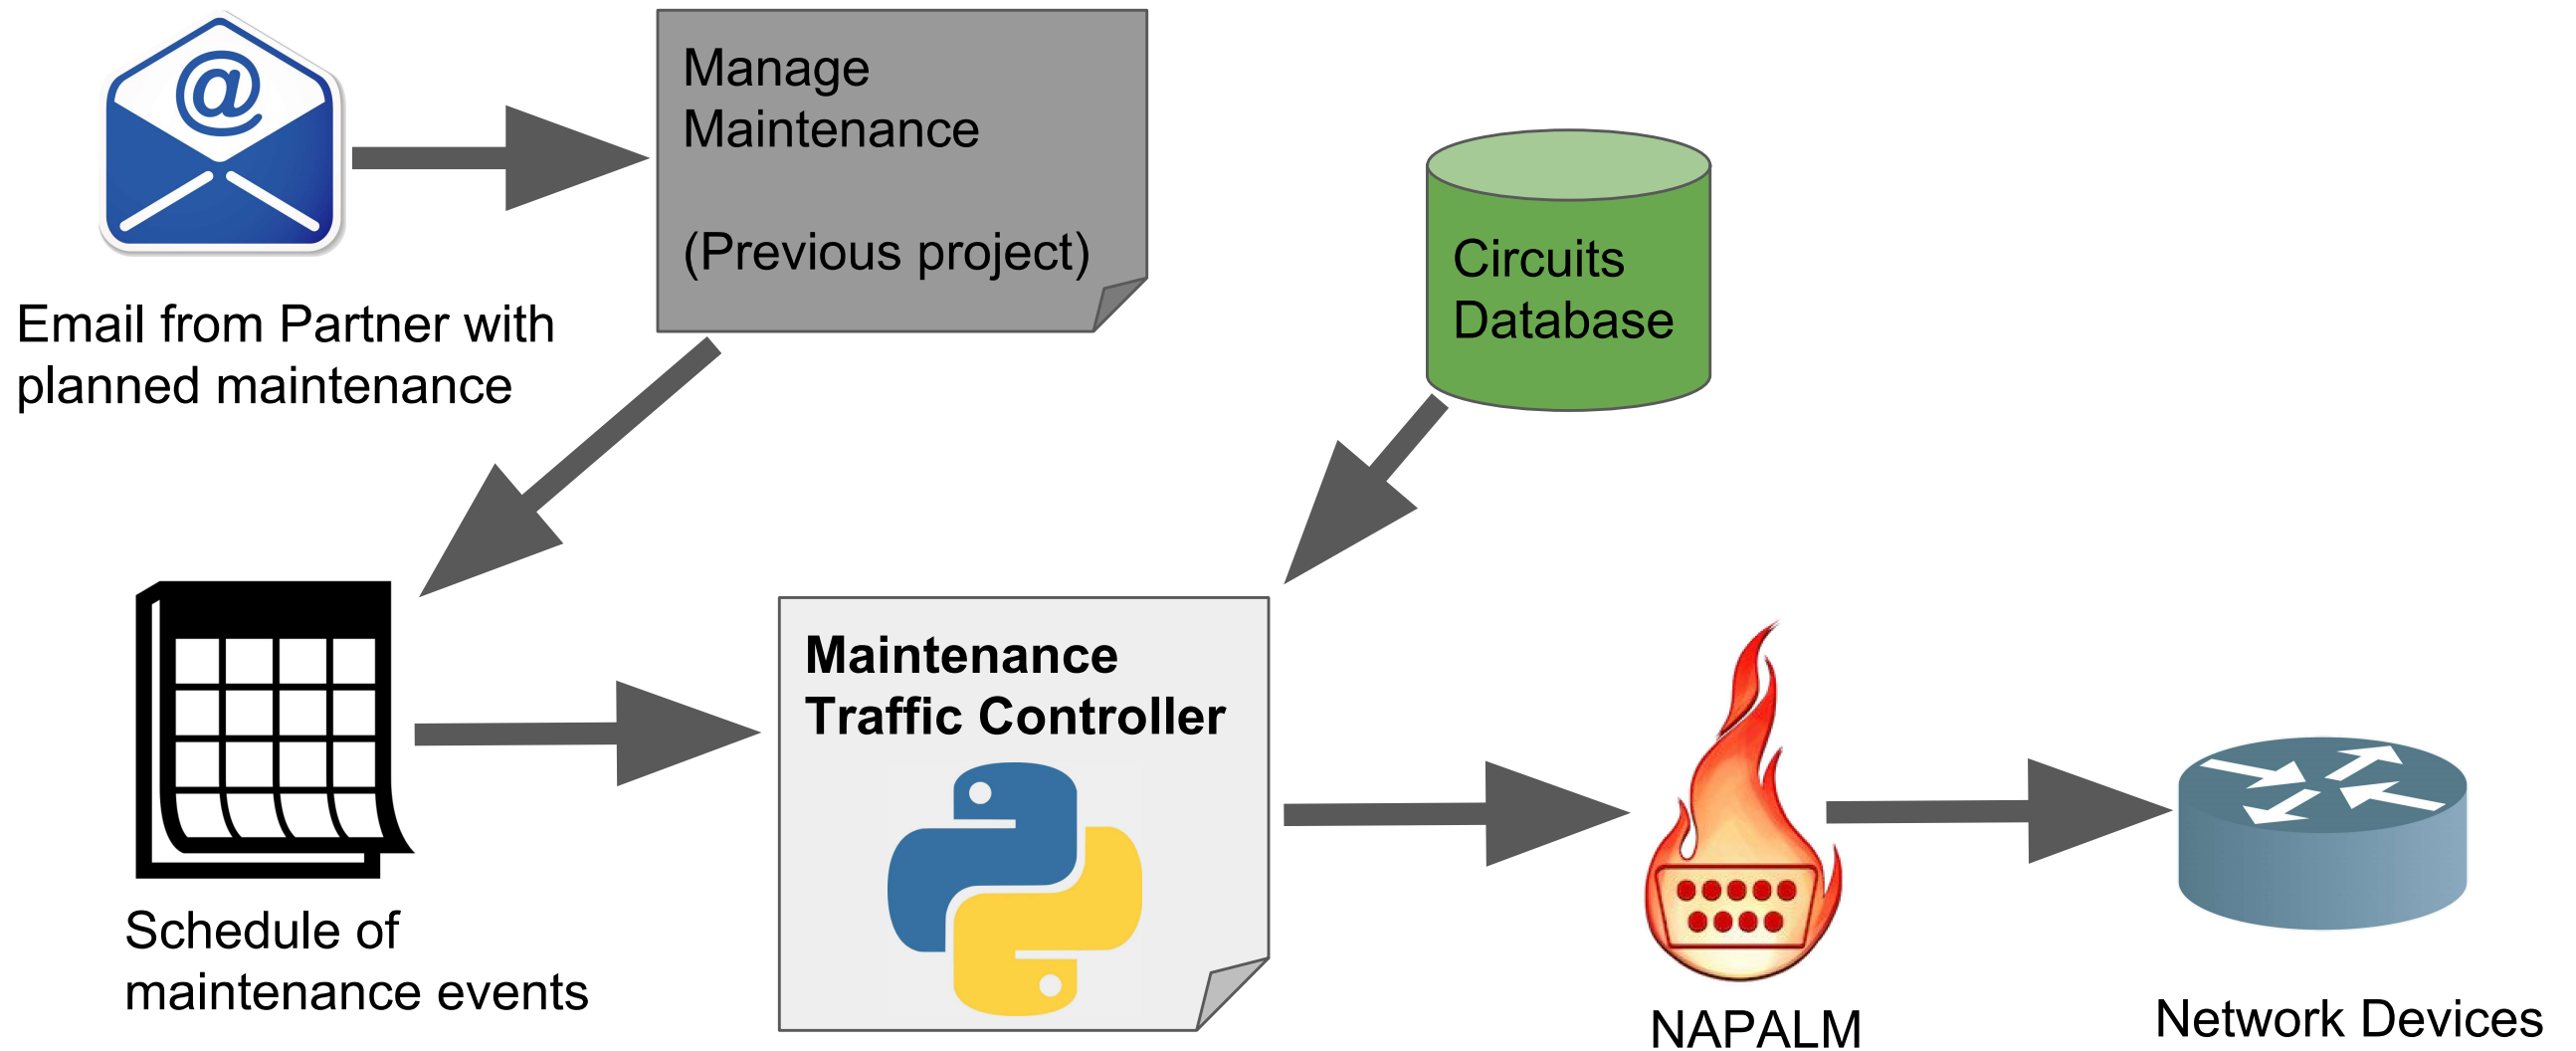 Manage
Maintenance
(Previous project)
Email from Partner with
planned maintenance
Circuits
Database
Maintenance
Traffic Controller
Schedule of
maintenance events
NAPALM
Network Devices